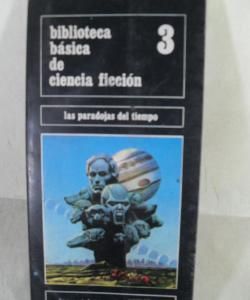 biblioteca
básica
de
ciencia ficción
3
las paradojas del tiempo